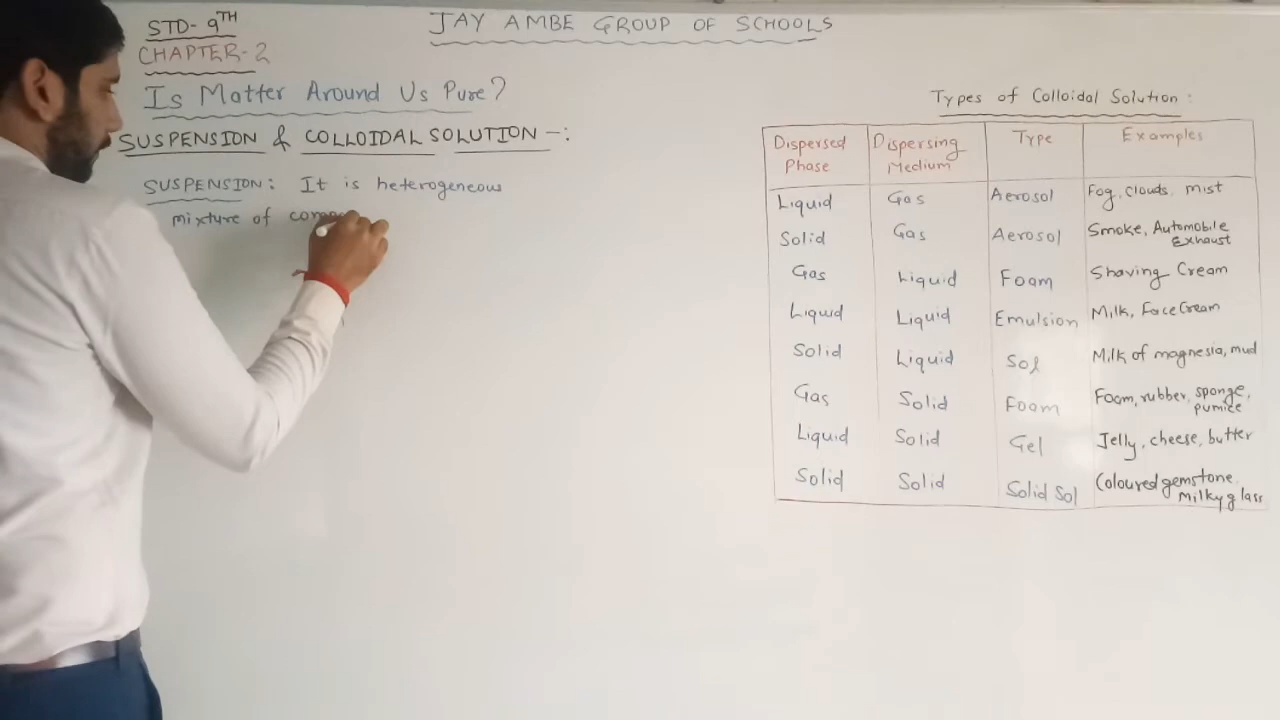 STD- 9TH
JAY AMBE GROUP OF SCHOOLS
CHAPTER-2
Is Matter Around Us Pure?
SUSPENSION & COLLOIDAL SOLUTION -:
SUSPENSION: It is heterogeneous
mixture of
Types of Colloidal Solution:
Dispersed Phase Dispersing Medium Type Examples
Liquid Gas Aerosol Fog, clouds, mist
Solid Gas Aerosol Smoke, Automobile Exhaust
Gas Liquid Foam Shaving Cream
Liquid Liquid Emulsion Milk, Face Cream
Solid Liquid Sol Milk of magnesia, mud
Gas Solid Foam Foam, rubber, sponge, pumice
Liquid Solid Gel Jelly, cheese, butter
Solid Solid Solid Sol Coloured gemstone, Milky glass